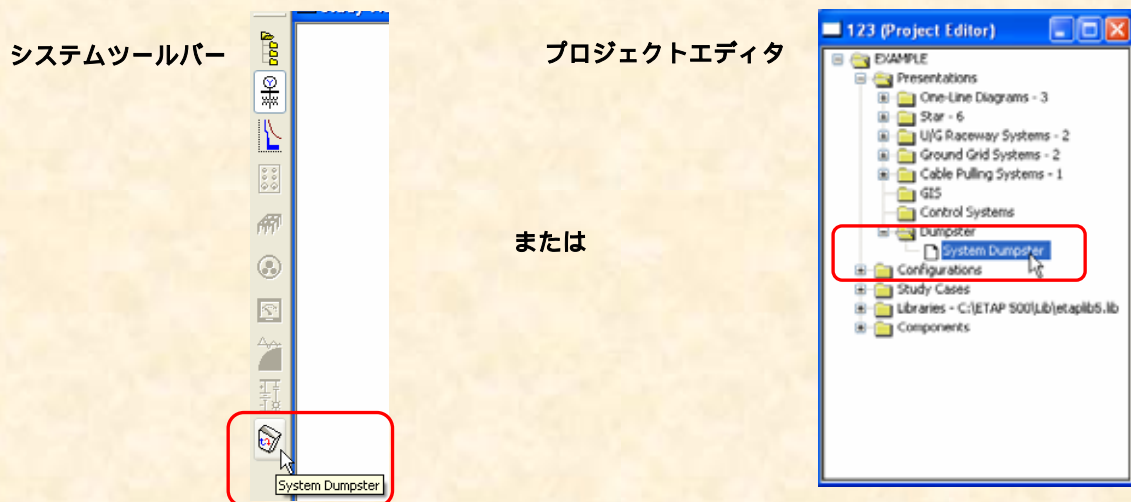 システムツールバー
System Dumpster
または
プロジェクトエディタ
123 (Project Editor)
EXAMPLE
Presentations
One-Line Diagrams - 3
Star - 6
U/G Raceway Systems - 2
Ground Grid Systems - 2
Cable Pulling Systems - 1
GIS
Control Systems
Dumpster
System Dumpster
Configurations
Study Cases
Libraries - C:\ETAP 500\Lib\etaplib5.lib
Components